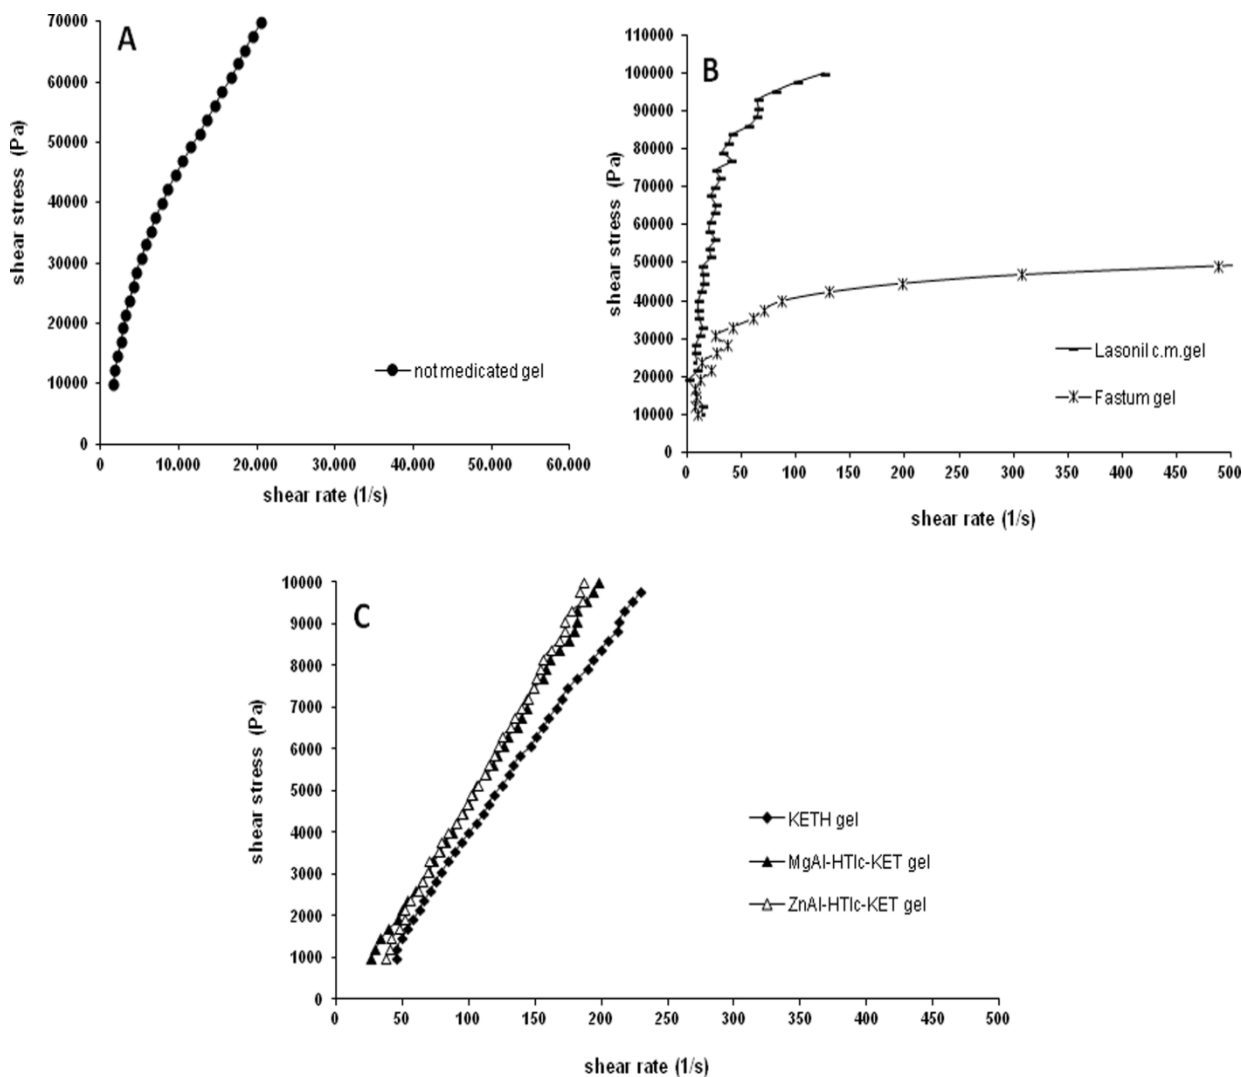 A
shear stress (Pa)
70000
60000
50000
40000
30000
20000
10000
0
not medicated gel
0 10.000 20.000 30.000 40.000 50.000 60.000
shear rate (1/s)
B
shear stress (Pa)
110000
100000
90000
80000
70000
60000
50000
40000
30000
20000
10000
0
Lasonil c.m.gel
Fastum gel
0 50 100 150 200 250 300 350 400 450 500
shear rate (1/s)
C
shear stress (Pa)
10000
9000
8000
7000
6000
5000
4000
3000
2000
1000
0
KETH gel
MgAl-HTlc-KET gel
ZnAl-HTlc-KET gel
0 50 100 150 200 250 300 350 400 450 500
shear rate (1/s)